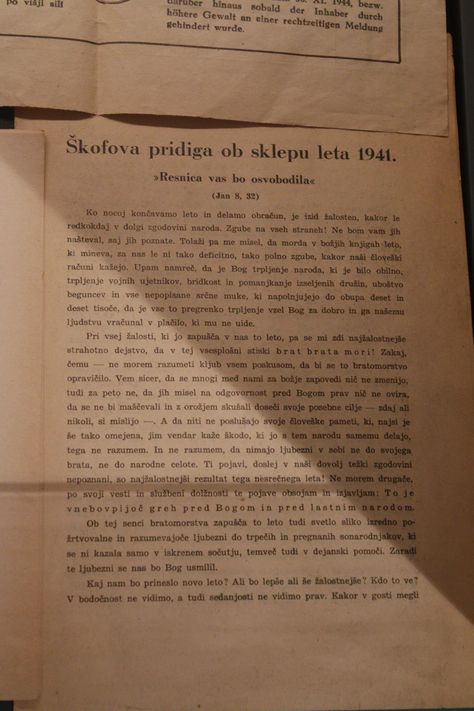 po višji sili
darüber hinaus sobald der Inhaber durch
höhere Gewalt an einer rechtzeitigen Meldung
gehindert wurde.
Škofova pridiga ob sklepu leta 1941.
»Resnica vas bo osvobodila«
(Jan 8, 32)
Ko nocoj končavamo leto in delamo obračun, je izid žalosten, kakor le
redkokdaj v dolgi zgodovini naroda. Zgube na vseh straneh! Ne bom vam jih
našteval, saj jih poznate. Tolaži pa me misel, da morda v božjih knjigah leto,
ki mineva, za nas le ni tako deficitno, tako polno zgube, kakor naši človeški
računi kažejo. Upam namreč, da je Bog trpljenje naroda, ki je bilo obilno,
trpljenje vojnih ujetnikov, bridkost in pomanjkanje izseljenih družin, uboštvo
beguncev in vse nepopisane srčne muke, ki napolnjujejo do obupa deset in
deset tisoče, da je vse to pregrenko trpljenje vzel Bog za dobro in ga našemu
ljudstvu vračunal v plačilo, ki mu ne uide.
Pri vsej žalosti, ki jo zapušča v nas to leto, pa se mi zdi najžalostnejše
strahotno dejstvo, da v tej vsesplošni stiski brat brata mori! Zakaj,
čemu — ne morem razumeti kljub vsem poskusom, da bi se to bratomorstvo
opravičilo. Vem sicer, da se mnogi med nami za božje zapovedi nič ne zmenijo,
tudi za peto ne, da jih misel na odgovornost pred Bogom prav nič ne ovira,
da se ne bi maščevali in z orožjem skušali doseči svoje posebne cilje — zdaj ali
nikoli, si mislijo —. A da niti ne poslušajo svoje človeške pameti, ki, najsi je
še tako omejena, jim vendar kaže škodo, ki jo s tem narodu samemu delajo,
tega ne razumem. In ne razumem, da nimajo ljubezni v sebi ne do svojega
brata, ne do narodne celote. Ti pojavi, doslej v naši dovolj težki zgodovini
nepoznani, so najžalostnejši rezultat tega nesrečnega leta! Ne morem drugače,
po svoji vesti in službeni dolžnosti te pojave obsojam in izjavljam: To je
vnebovpijoč greh pred Bogom in pred lastnim narodom.
Ob tej senci bratomorstva zapušča to leto tudi svetlo sliko izredno po-
žrtvovalne in razumevajoče ljubezni do trpečih in pregnanih sonarodnjakov, ki
se ni kazala samo v iskrenem sočutju, temveč tudi v dejanski pomoči. Zaradi
te ljubezni se nas bo Bog usmilil.
Kaj nam bo prineslo novo leto? Ali bo lepše ali še žalostnejše? Kdo to ve?
V bodočnost ne vidimo, a tudi sedanjosti ne vidimo prav. Kakor v gosti megli